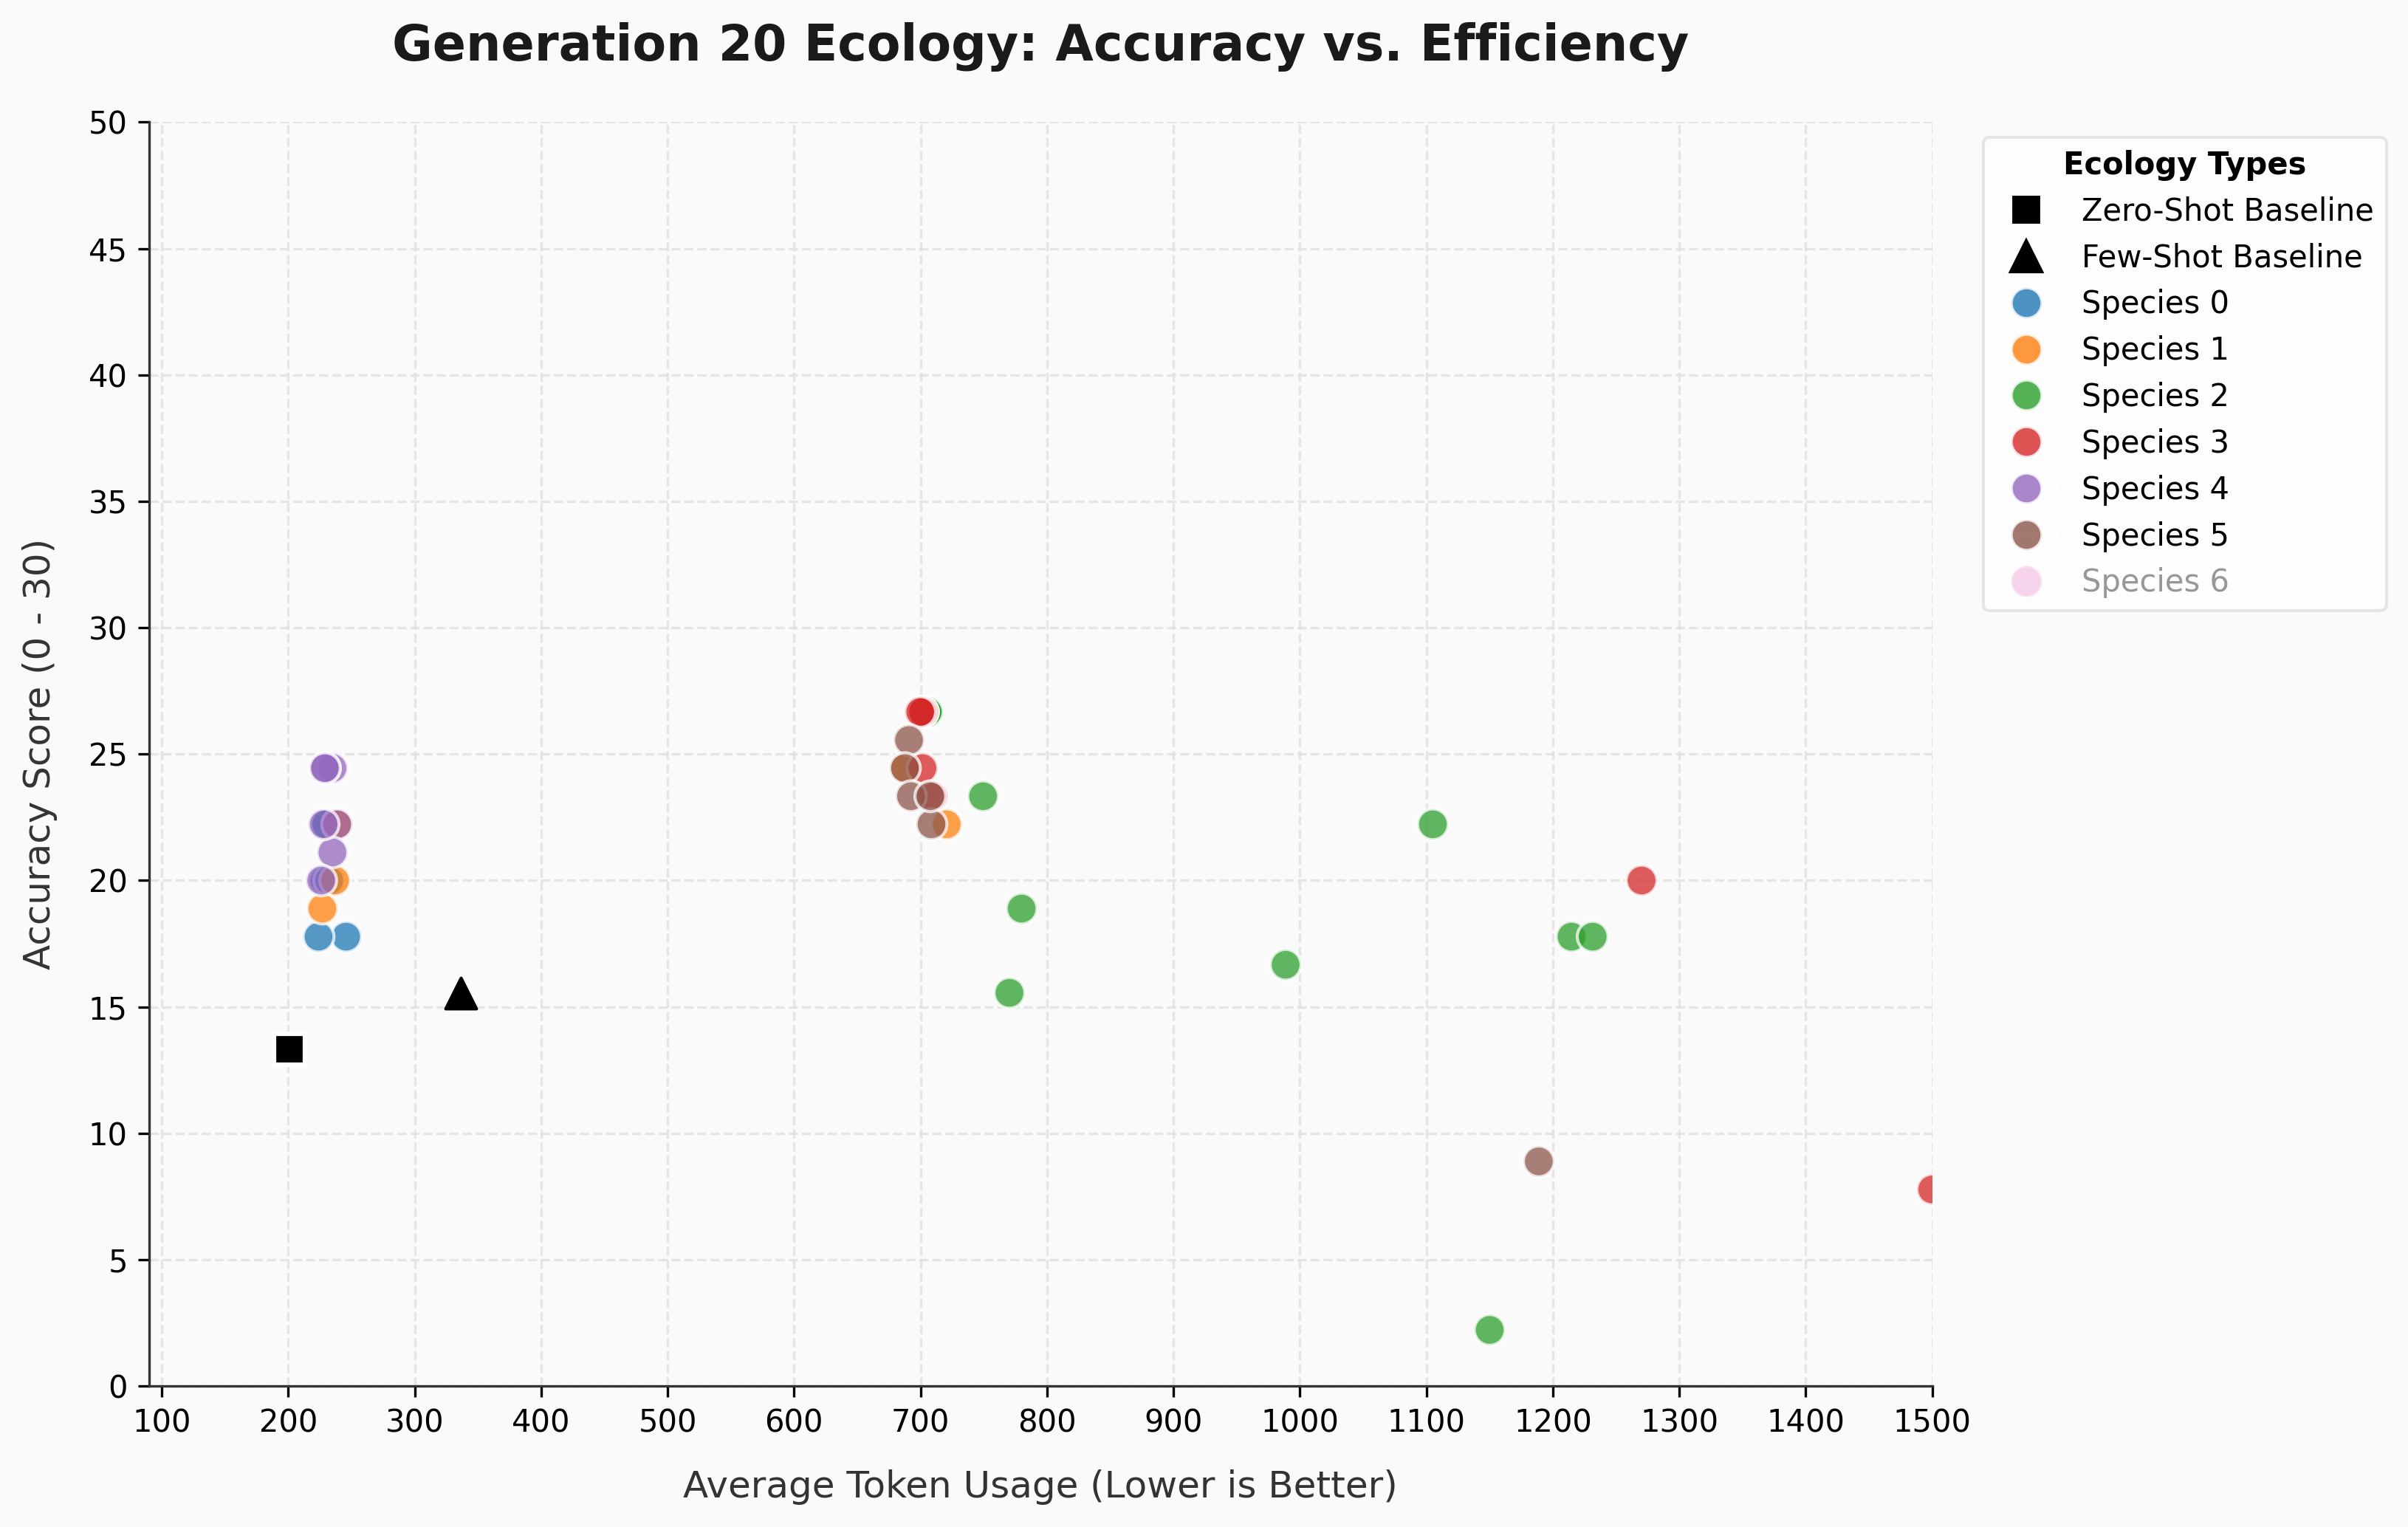 Generation 20 Ecology: Accuracy vs. Efficiency
50
45
40
35
30
25
20
15
10
5
0
Accuracy Score (0 - 30)
100 200 300 400 500 600 700 800 900 1000 1100 1200 1300 1400 1500
Average Token Usage (Lower is Better)
Ecology Types
Zero-Shot Baseline
Few-Shot Baseline
Species 0
Species 1
Species 2
Species 3
Species 4
Species 5
Species 6